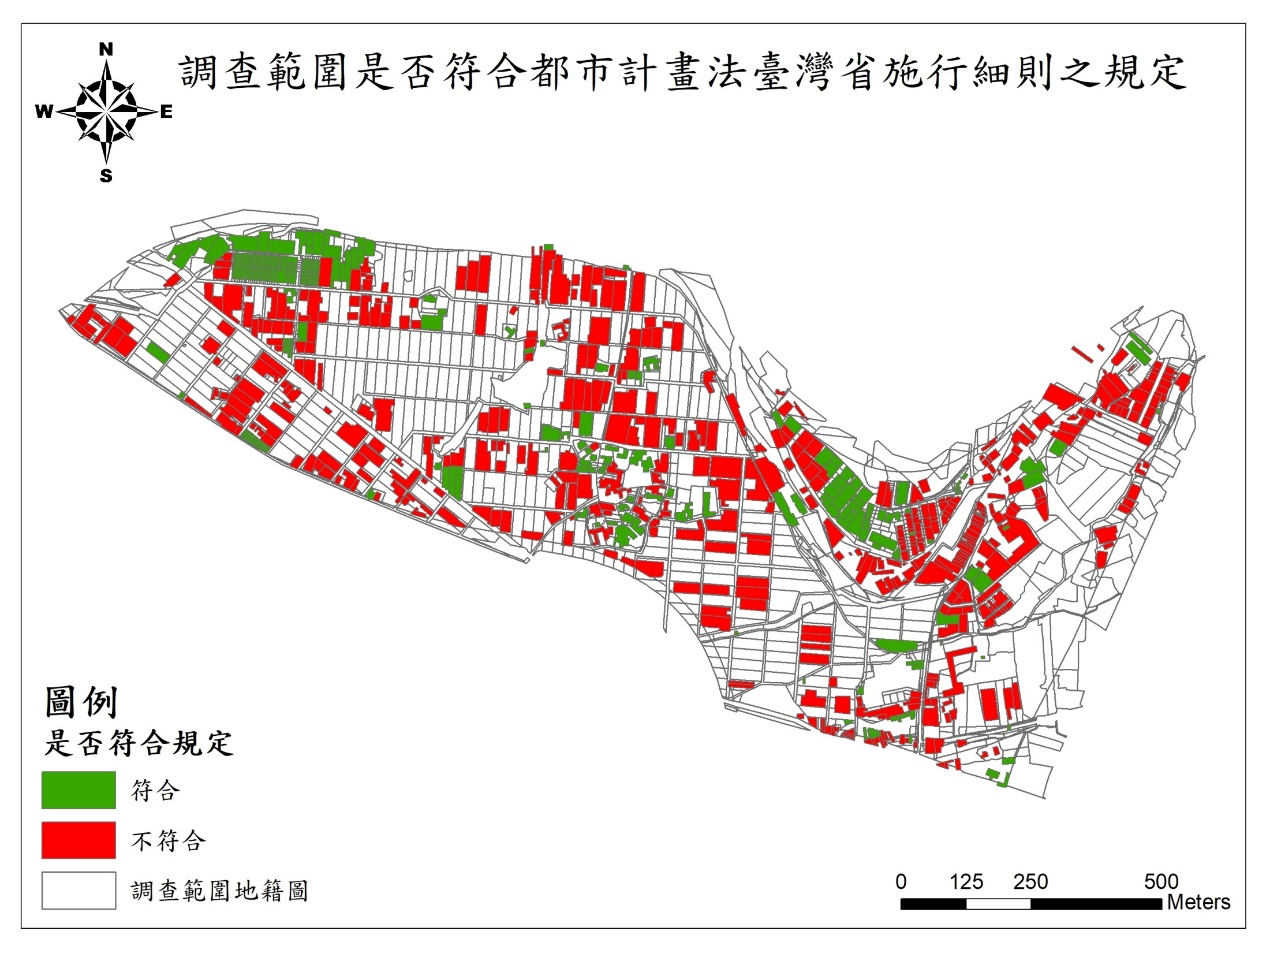 調查範圍是否符合都市計畫法臺灣省施行細則之規定
N
W E
S
圖例
是否符合規定
符合
不符合
調查範圍地籍圖
0 125 250 500
Meters